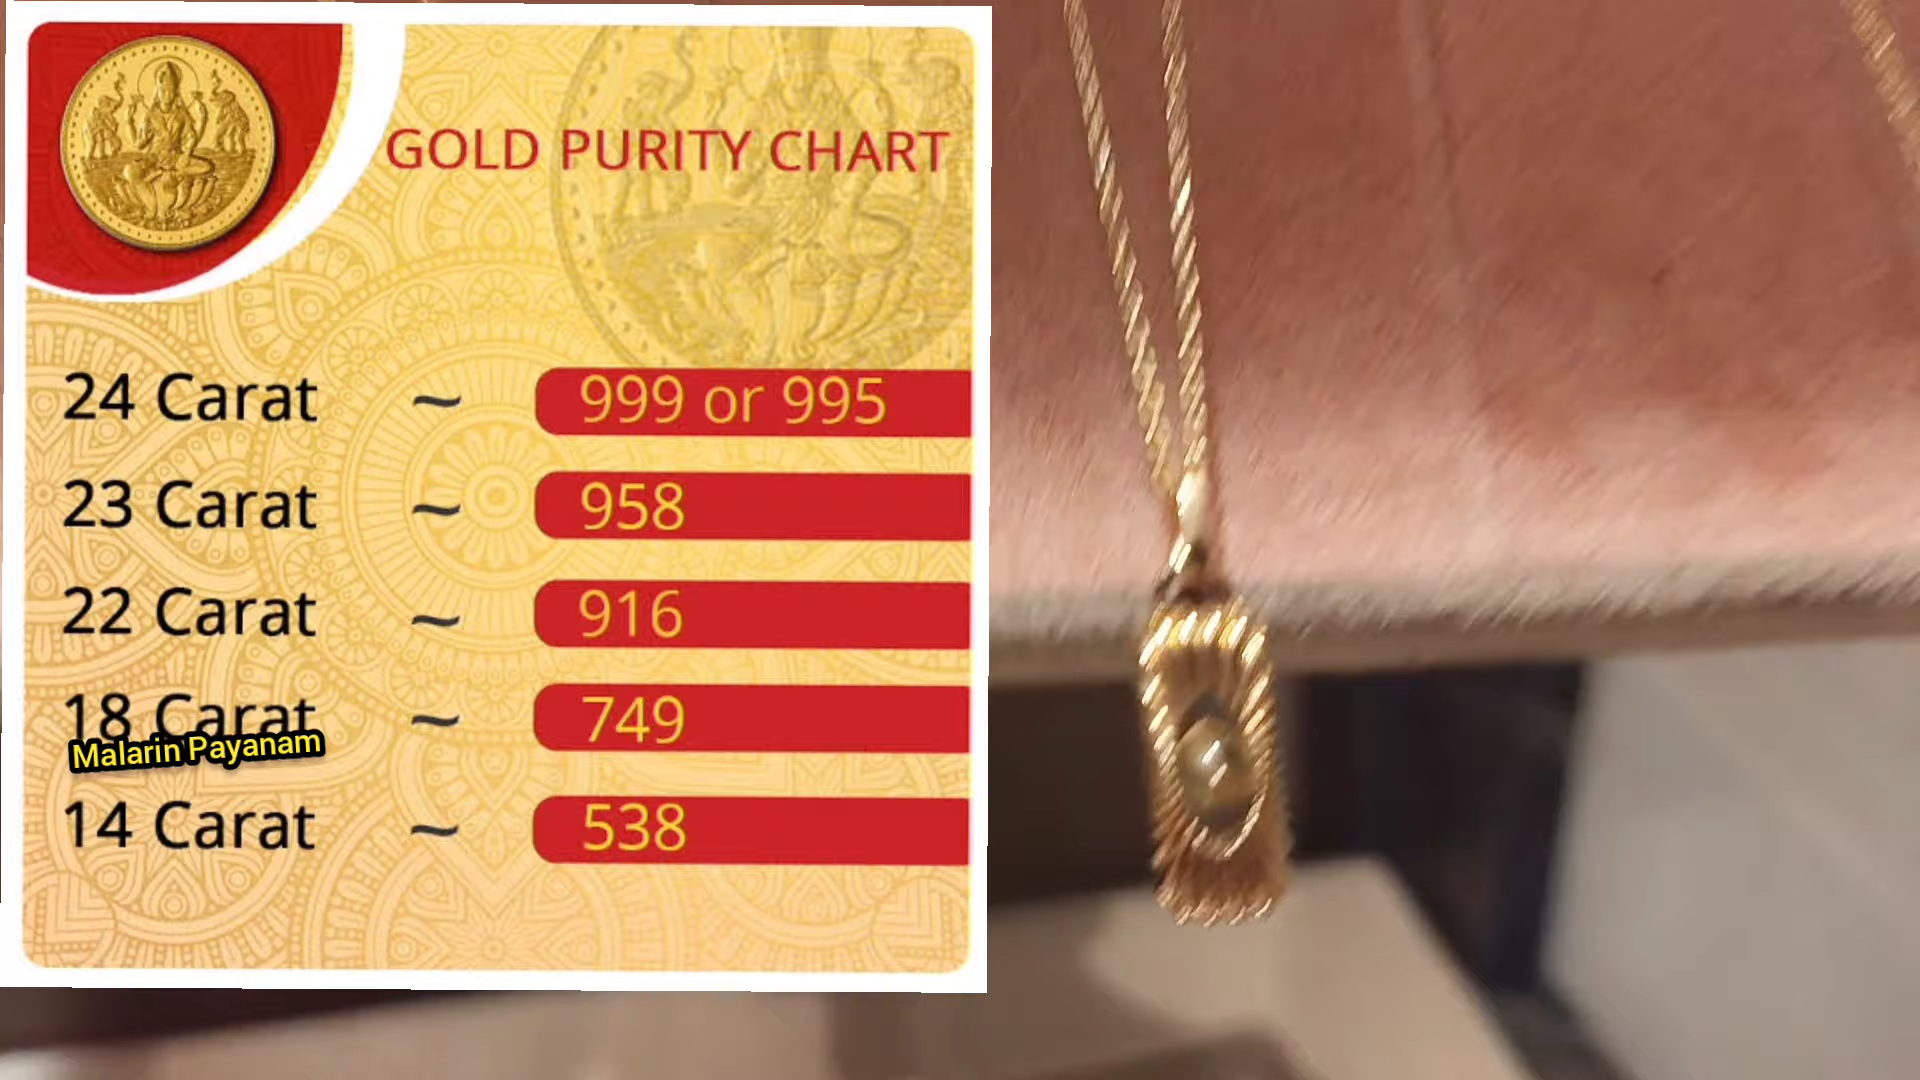 GOLD PURITY CHART
24 Carat ~ 999 or 995
23 Carat ~ 958
22 Carat ~ 916
18 Carat ~ 749
Malarin Payanam
14 Carat ~ 538